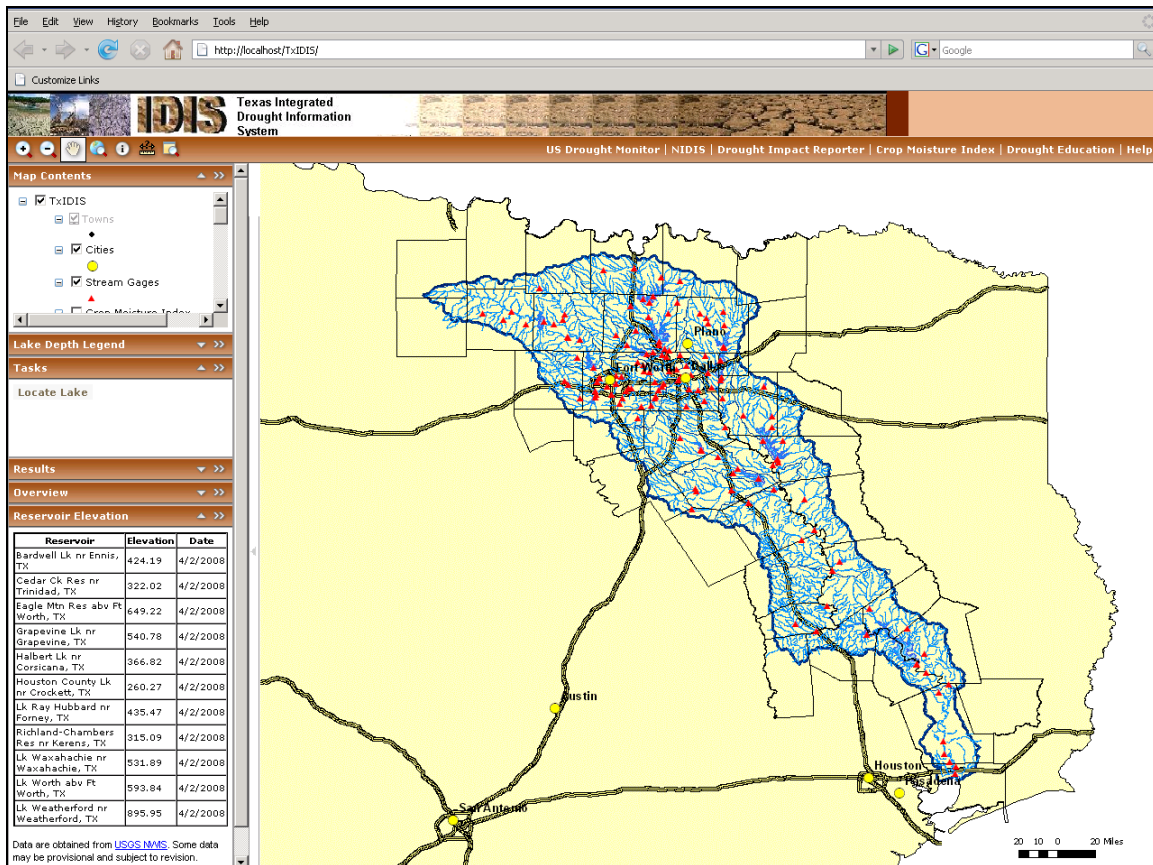 File Edit View History Bookmarks Tools Help
http://localhost/TxIDIS/
G Google
Customize Links
IDIS
Texas Integrated
Drought Information
System
US Drought Monitor | NIDIS | Drought Impact Reporter | Crop Moisture Index | Drought Education | Help
Map Contents
TxIDIS
Towns
Cities
Stream Gages
Crop Moisture Index
Lake Depth Legend
Tasks
Locate Lake
Results
Overview
Reservoir Elevation
Reservoir Elevation Date
Bardwell Lk nr Ennis,
TX 424.19 4/2/2008
Cedar Ck Res nr
Trinidad, TX 322.02 4/2/2008
Eagle Mtn Res abv Ft
Worth, TX 649.22 4/2/2008
Grapevine Lk nr
Grapevine, TX 540.78 4/2/2008
Halbert Lk nr
Corsicana, TX 366.82 4/2/2008
Houston County Lk
nr Crockett, TX 260.27 4/2/2008
Lk Ray Hubbard nr
Forney, TX 435.47 4/2/2008
Richland-Chambers
Res nr Kerens, TX 315.09 4/2/2008
Lk Waxahachie nr
Waxahachie, TX 531.89 4/2/2008
Lk Worth abv Ft
Worth, TX 593.84 4/2/2008
Lk Weatherford nr
Weatherford, TX 895.95 4/2/2008
Data are obtained from USGS NWIS. Some data
may be provisional and subject to revision.
Plano
Fort Worth
Dallas
Austin
Houston
Pasadena
San Antonio
20 10 0 20 Miles